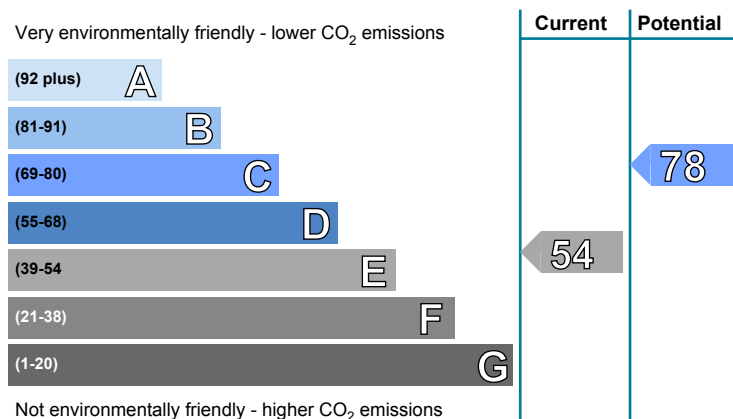 Current Potential
Very environmentally friendly - lower CO2 emissions
(92 plus) A
(81-91) B
(69-80) C
78
(55-68) D
(39-54 E
54
(21-38) F
(1-20) G
Not environmentally friendly - higher CO2 emissions